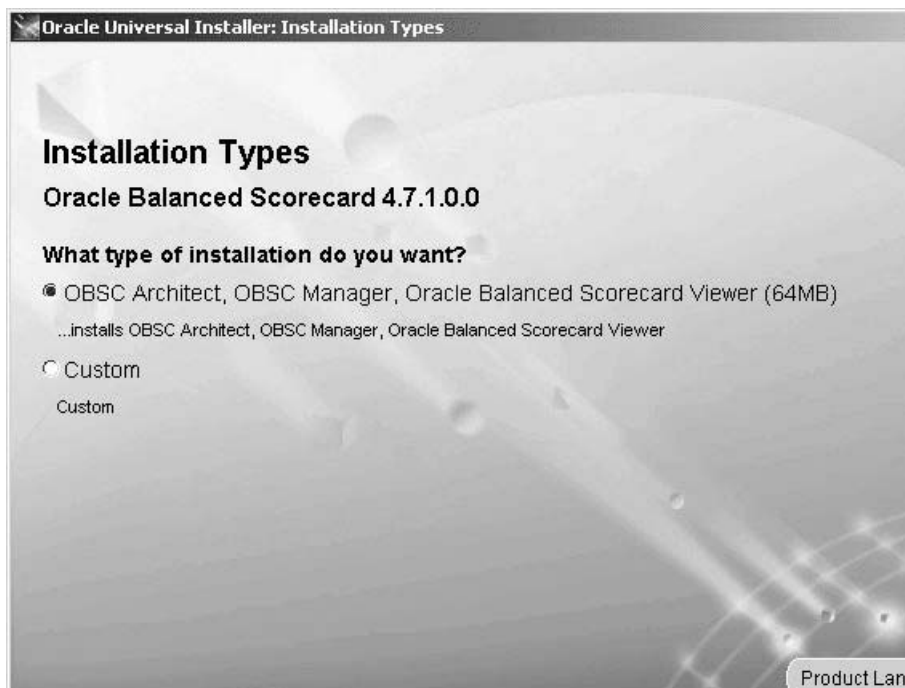 Oracle Universal Installer: Installation Types
Installation Types
Oracle Balanced Scorecard 4.7.1.0.0
What type of installation do you want?
OBSC Architect, OBSC Manager, Oracle Balanced Scorecard Viewer (64MB)
...installs OBSC Architect, OBSC Manager, Oracle Balanced Scorecard Viewer
Custom
Custom
Product Lan